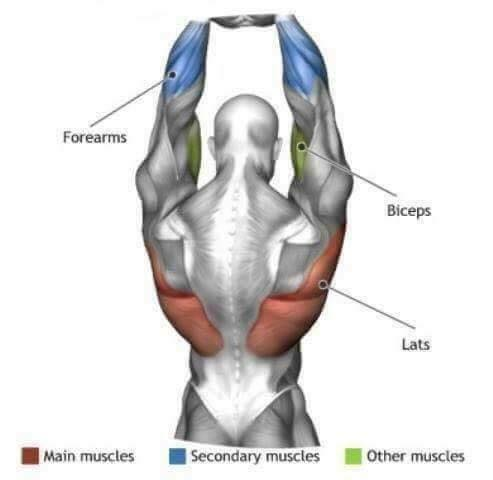 Forearms
Biceps
Lats
Main muscles
Secondary muscles
Other muscles